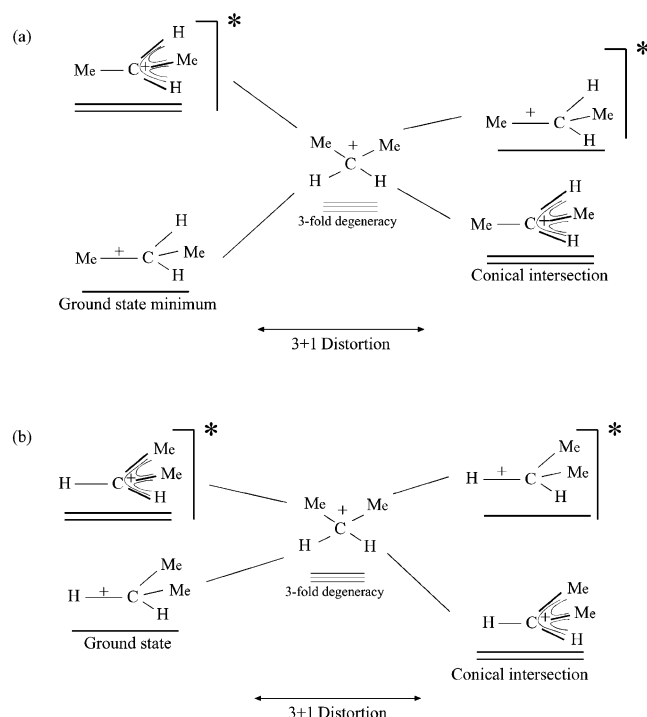 (a)
H
*
Me
C
+
Me
H
H
*
Me
+
C
Me
H
Me
+
Me
C
H
H
3-fold degeneracy
H
Me
C
+
Me
H
Conical intersection
H
Me
+
C
Me
H
Ground state minimum
3+1 Distortion
(b)
Me
*
H
C
+
Me
H
Me
*
H
+
C
Me
H
Me
+
Me
C
H
H
3-fold degeneracy
Me
H
+
C
Me
H
Ground state
Me
H
C
+
Me
H
Conical intersection
3+1 Distortion